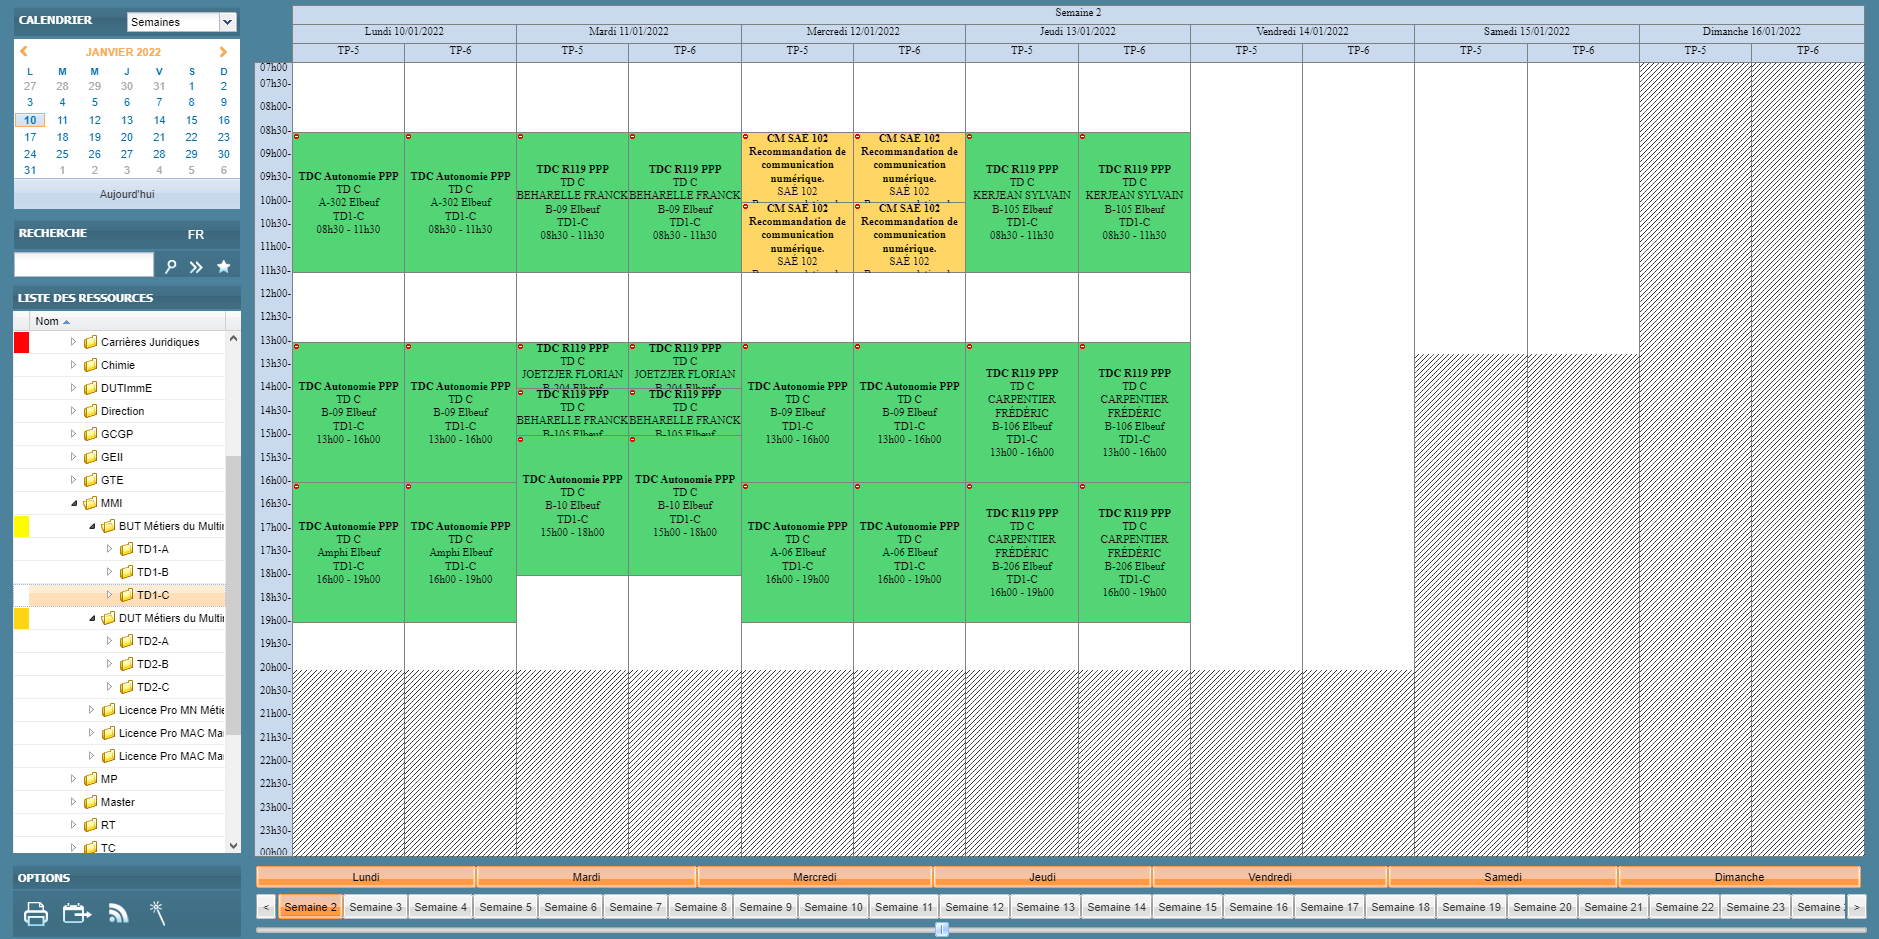 CALENDRIER
Semaines
JANVIER 2022
L M M J V S D
27 28 29 30 31 1 2
3 4 5 6 7 8 9
10 11 12 13 14 15 16
17 18 19 20 21 22 23
24 25 26 27 28 29 30
31 1 2 3 4 5 6
Aujourd'hui
RECHERCHE FR
LISTE DES RESSOURCES
Nom
Carrières Juridiques
Chimie
DUTImmE
Direction
GCGP
GEII
GTE
MMI
BUT Métiers du Multin
TD1-A
TD1-B
TD1-C
DUT Métiers du Multin
TD2-A
TD2-B
TD2-C
Licence Pro MN Métie
Licence Pro MAC Ma
Licence Pro MAC Ma
MP
Master
RT
TC
OPTIONS
Semaine 2
Lundi 10/01/2022 Mardi 11/01/2022 Mercredi 12/01/2022 Jeudi 13/01/2022 Vendredi 14/01/2022 Samedi 15/01/2022 Dimanche 16/01/2022
TP-5 TP-6 TP-5 TP-6 TP-5 TP-6 TP-5 TP-6 TP-5 TP-6 TP-5 TP-6 TP-5 TP-6
07h00
07h30-
08h00-
08h30-
09h00-
09h30-
10h00-
10h30-
11h00-
11h30-
12h00-
12h30-
13h00-
13h30-
14h00-
14h30-
15h00-
15h30-
16h00-
16h30-
17h00-
17h30-
18h00-
18h30-
19h00-
19h30-
20h00-
20h30-
21h00-
21h30-
22h00-
22h30-
23h00-
23h30-
00h00
TDC Autonomie PPP
TD C
A-302 Elbeuf
TD1-C
08h30 - 11h30
TDC Autonomie PPP
TD C
A-302 Elbeuf
TD1-C
08h30 - 11h30
TDC R119 PPP
TD C
BEHARELLE FRANCK
B-09 Elbeuf
TD1-C
08h30 - 11h30
TDC R119 PPP
TD C
BEHARELLE FRANCK
B-09 Elbeuf
TD1-C
08h30 - 11h30
CM SAE 102
Recommandation de
communication
numérique.
SAÉ 102
CM SAE 102
Recommandation de
communication
numérique.
SAÉ 102
CM SAE 102
Recommandation de
communication
numérique.
SAÉ 102
Recommandation de
CM SAE 102
Recommandation de
communication
numérique.
SAÉ 102
Recommandation de
TDC R119 PPP
TD C
KERJEAN SYLVAIN
B-105 Elbeuf
TD1-C
08h30 - 11h30
TDC R119 PPP
TD C
KERJEAN SYLVAIN
B-105 Elbeuf
TD1-C
08h30 - 11h30
TDC Autonomie PPP
TD C
B-09 Elbeuf
TD1-C
13h00 - 16h00
TDC Autonomie PPP
TD C
B-09 Elbeuf
TD1-C
13h00 - 16h00
TDC R119 PPP
TD C
JOETZJER FLORIAN
B-204 Elbeuf
TDC R119 PPP
TD C
JOETZJER FLORIAN
B-204 Elbeuf
TDC R119 PPP
TD C
BEHARELLE FRANCK
B-105 Elbeuf
TDC R119 PPP
TD C
BEHARELLE FRANCK
B-105 Elbeuf
TDC Autonomie PPP
TD C
B-10 Elbeuf
TD1-C
15h00 - 18h00
TDC Autonomie PPP
TD C
B-10 Elbeuf
TD1-C
15h00 - 18h00
TDC Autonomie PPP
TD C
B-09 Elbeuf
TD1-C
13h00 - 16h00
TDC Autonomie PPP
TD C
B-09 Elbeuf
TD1-C
13h00 - 16h00
TDC R119 PPP
TD C
CARPENTIER
FRÉDÉRIC
B-106 Elbeuf
TD1-C
13h00 - 16h00
TDC R119 PPP
TD C
CARPENTIER
FRÉDÉRIC
B-106 Elbeuf
TD1-C
13h00 - 16h00
TDC Autonomie PPP
TD C
Amphi Elbeuf
TD1-C
16h00 - 19h00
TDC Autonomie PPP
TD C
Amphi Elbeuf
TD1-C
16h00 - 19h00
TDC Autonomie PPP
TD C
A-06 Elbeuf
TD1-C
16h00 - 19h00
TDC Autonomie PPP
TD C
A-06 Elbeuf
TD1-C
16h00 - 19h00
TDC R119 PPP
TD C
CARPENTIER
FRÉDÉRIC
B-206 Elbeuf
TD1-C
16h00 - 19h00
TDC R119 PPP
TD C
CARPENTIER
FRÉDÉRIC
B-206 Elbeuf
TD1-C
16h00 - 19h00
Lundi Mardi Mercredi Jeudi Vendredi Samedi Dimanche
< Semaine 2 Semaine 3 Semaine 4 Semaine 5 Semaine 6 Semaine 7 Semaine 8 Semaine 9 Semaine 10 Semaine 11 Semaine 12 Semaine 13 Semaine 14 Semaine 15 Semaine 16 Semaine 17 Semaine 18 Semaine 19 Semaine 20 Semaine 21 Semaine 22 Semaine 23 Semaine >